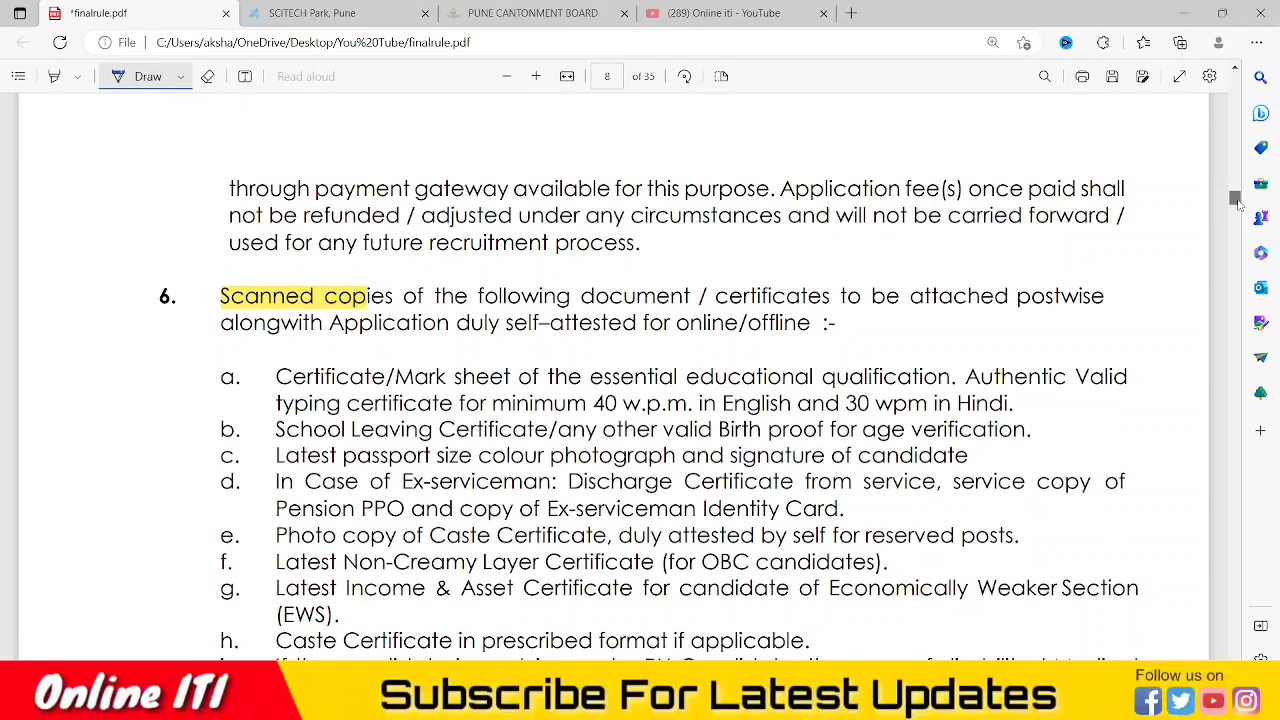 *finalrule.pdf
SCITECH Park, Pune
PUNE CANTONMENT BOARD
(289) Online iti - YouTube
File
C:/Users/aksha/OneDrive/Desktop/You%20Tube/finalrule.pdf
Draw
Read aloud
8
of 35
through payment gateway available for this purpose. Application fee(s) once paid shall
not be refunded / adjusted under any circumstances and will not be carried forward /
used for any future recruitment process.
6. Scanned copies of the following document / certificates to be attached postwise
alongwith Application duly self–attested for online/offline :-
a. Certificate/Mark sheet of the essential educational qualification. Authentic Valid
typing certificate for minimum 40 w.p.m. in English and 30 wpm in Hindi.
b. School Leaving Certificate/any other valid Birth proof for age verification.
c. Latest passport size colour photograph and signature of candidate
d. In Case of Ex-serviceman: Discharge Certificate from service, service copy of
Pension PPO and copy of Ex-serviceman Identity Card.
e. Photo copy of Caste Certificate, duly attested by self for reserved posts.
f. Latest Non-Creamy Layer Certificate (for OBC candidates).
g. Latest Income & Asset Certificate for candidate of Economically Weaker Section
(EWS).
h. Caste Certificate in prescribed format if applicable.
Online ITI
Subscribe For Latest Updates
Follow us on